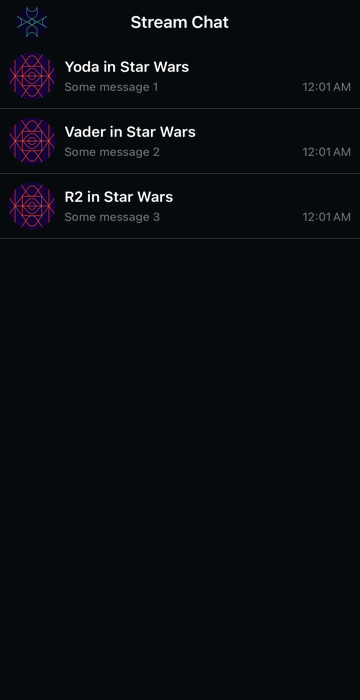 Stream Chat
Yoda in Star Wars
Some message 1
12:01 AM
Vader in Star Wars
Some message 2
12:01 AM
R2 in Star Wars
Some message 3
12:01 AM